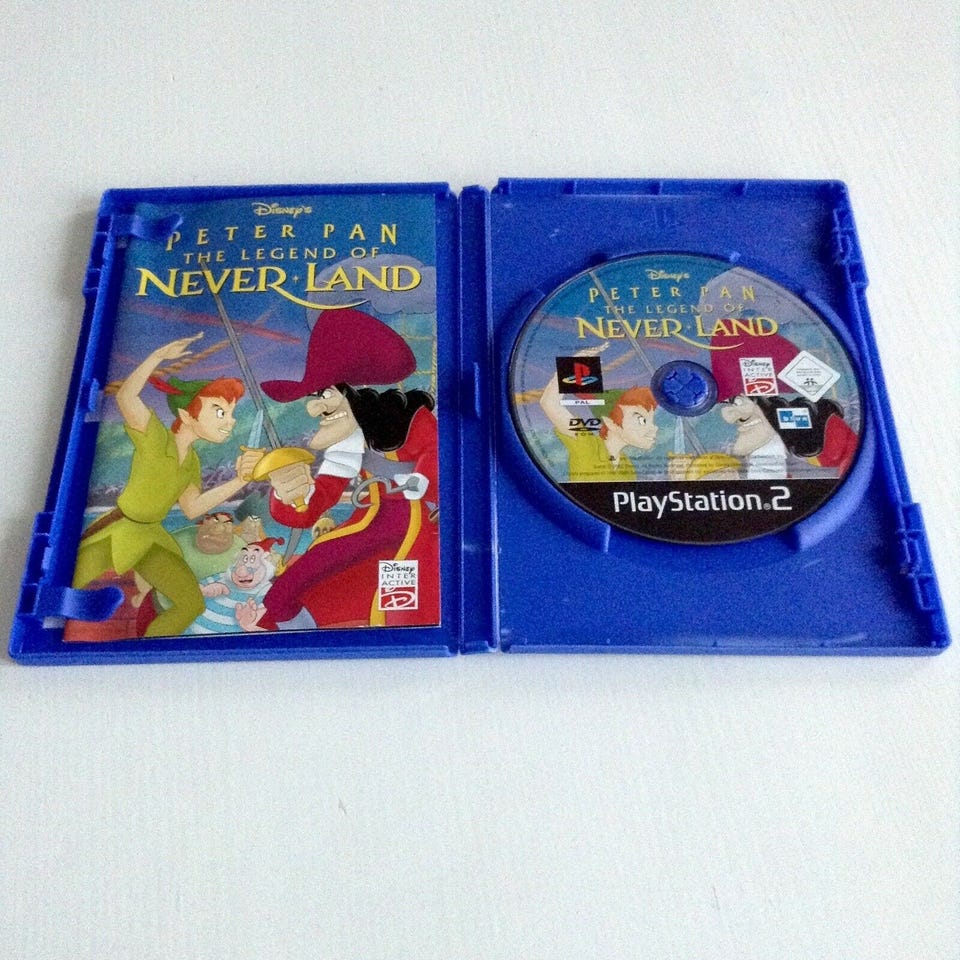 Disney's
PETER PAN
THE LEGEND OF
NEVER•LAND
Disney
INTER
ACTIVE
Disney's
PETER PAN
THE LEGEND OF
NEVER•LAND
PAL
Disney
INTER
ACTIVE
DVD
ROM
PlayStation®2